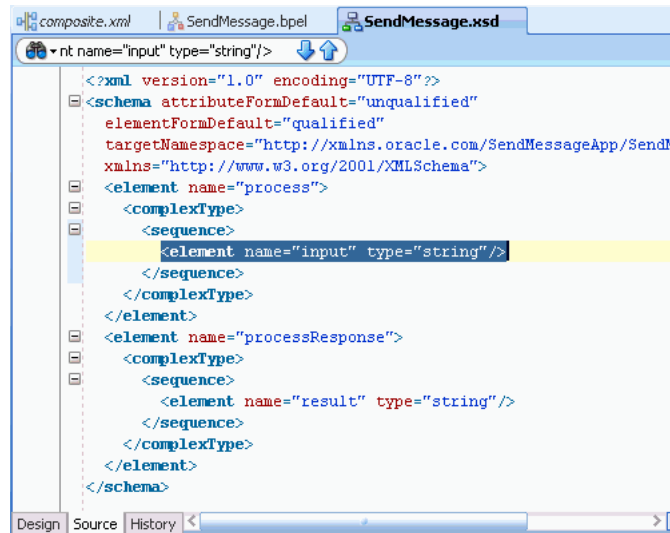 composite.xml SendMessage.bpel SendMessage.xsd
nt name="input" type="string"/>
<?xml version="1.0" encoding="UTF-8"?>
<schema attributeFormDefault="unqualified"
elementFormDefault="qualified"
targetNamespace="http://xmlns.oracle.com/SendMessageApp/SendM
xmlns="http://www.w3.org/2001/XMLSchema">
<element name="process">
<complexType>
<sequence>
<element name="input" type="string"/>
</sequence>
</complexType>
</element>
<element name="processResponse">
<complexType>
<sequence>
<element name="result" type="string"/>
</sequence>
</complexType>
</element>
</schema>
Design Source History